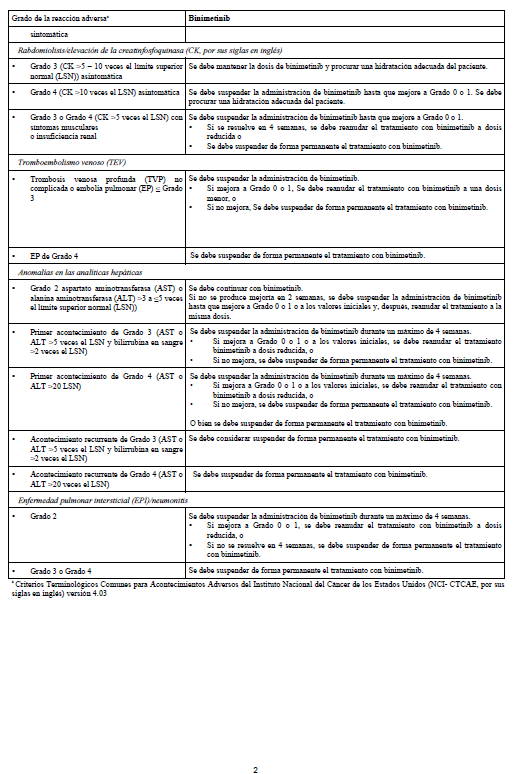 Grado de la reacción adversaª
Binimetinib
sintomática
Rabdomiolisis/elevación de la creatinfosfoquinasa (CK, por sus siglas en inglés)
• Grado 3 (CK >5 – 10 veces el límite superior
normal (LSN)) asintomática
Se debe mantener la dosis de binimetinib y procurar una hidratación adecuada del paciente.
• Grado 4 (CK >10 veces el LSN) asintomática
Se debe suspender la administración de binimetinib hasta que mejore a Grado 0 o 1. Se debe
procurar una hidratación adecuada del paciente.
• Grado 3 o Grado 4 (CK >5 veces el LSN) con
síntomas musculares
o insuficiencia renal
Se debe suspender la administración de binimetinib hasta que mejore a Grado 0 o 1.
• Si se resuelve en 4 semanas, se debe reanudar el tratamiento con binimetinib a dosis
reducida o
• Se debe suspender de forma permanente el tratamiento con binimetinib.
Tromboembolismo venoso (TEV)
• Trombosis venosa profunda (TVP) no
complicada o embolia pulmonar (EP) ≤ Grado
3
Se debe suspender la administración de binimetinib.
• Si mejora a Grado 0 o 1, Se debe reanudar el tratamiento con binimetinib a una dosis
menor, o
• Si no mejora, Se debe suspender de forma permanente el tratamiento con binimetinib.
• EP de Grado 4
Se debe suspender de forma permanente el tratamiento con binimetinib.
Anomalías en las analíticas hepáticas
• Grado 2 aspartato aminotransferasa (AST) o
alanina aminotransferasa (ALT) >3 a ≤5 veces
el límite superior normal (LSN))
Se debe continuar con binimetinib.
Si no se produce mejoría en 2 semanas, se debe suspender la administración de binimetinib
hasta que mejore a Grado 0 o 1 o a los valores iniciales y, después, reanudar el tratamiento a la
misma dosis.
• Primer acontecimiento de Grado 3 (AST o
ALT >5 veces el LSN y bilirrubina en sangre
>2 veces el LSN)
Se debe suspender la administración de binimetinib durante un máximo de 4 semanas.
• Si mejora a Grado 0 o 1 o a los valores iniciales, se debe reanudar el tratamiento
binimetinib a dosis reducida, o
• Si no mejora, se debe suspender de forma permanente el tratamiento con binimetinib.
• Primer acontecimiento de Grado 4 (AST o
ALT >20 LSN)
Se debe suspender la administración de binimetinib durante un máximo de 4 semanas.
• Si mejora a Grado 0 o 1 o a los valores iniciales, se debe reanudar el tratamiento con
binimetinib a dosis reducida, o
• Si no mejora, se debe suspender de forma permanente el tratamiento con binimetinib.
O bien se debe suspender de forma permanente el tratamiento con binimetinib.
• Acontecimiento recurrente de Grado 3 (AST o
ALT >5 veces el LSN y bilirrubina en sangre
>2 veces el LSN)
Se debe considerar suspender de forma permanente el tratamiento con binimetinib.
• Acontecimiento recurrente de Grado 4 (AST o
ALT >20 veces el LSN)
Se debe suspender de forma permanente el tratamiento con binimetinib.
Enfermedad pulmonar intersticial (EPI)/neumonitis
• Grado 2
Se debe suspender la administración de binimetinib durante un máximo de 4 semanas.
• Si mejora a Grado 0 o 1, se debe reanudar el tratamiento con binimetinib a dosis
reducida, o
• Si no se resuelve en 4 semanas, se debe suspender de forma permanente el tratamiento
con binimetinib.
• Grado 3 o Grado 4
Se debe suspender de forma permanente el tratamiento con binimetinib.
ª Criterios Terminológicos Comunes para Acontecimientos Adversos del Instituto Nacional del Cáncer de los Estados Unidos (NCI- CTCAE, por sus
siglas en inglés) versión 4.03
2